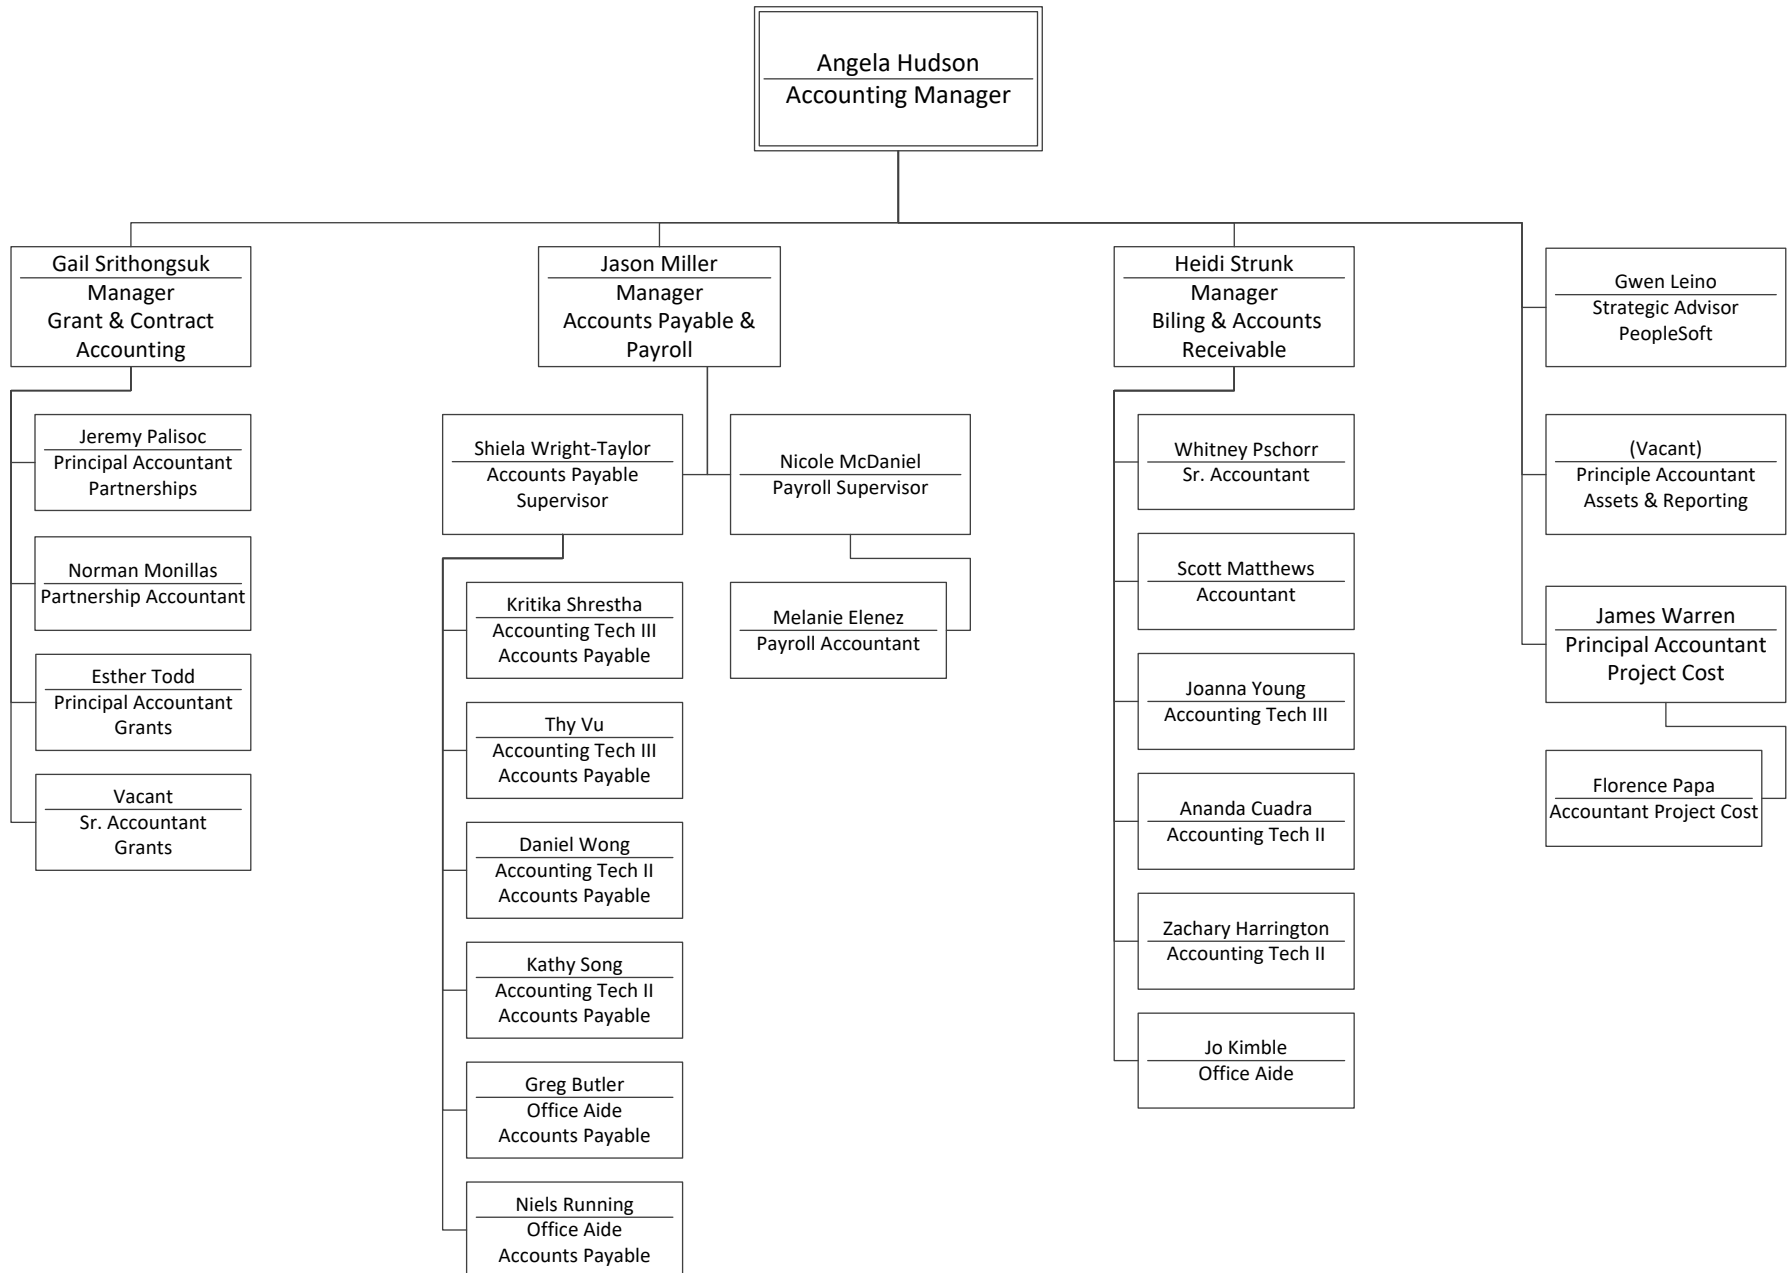 Angela Hudson
Accounting Manager
Gail Srithongsuk
Manager
Grant & Contract
Accounting
Jeremy Palisoc
Principal Accountant
Partnerships
Norman Monillas
Partnership Accountant
Esther Todd
Principal Accountant
Grants
Vacant
Sr. Accountant
Grants
Jason Miller
Manager
Accounts Payable &
Payroll
Shiela Wright-Taylor
Accounts Payable
Supervisor
Kritika Shrestha
Accounting Tech III
Accounts Payable
Thy Vu
Accounting Tech III
Accounts Payable
Daniel Wong
Accounting Tech II
Accounts Payable
Kathy Song
Accounting Tech II
Accounts Payable
Greg Butler
Office Aide
Accounts Payable
Niels Running
Office Aide
Accounts Payable
Nicole McDaniel
Payroll Supervisor
Melanie Elenez
Payroll Accountant
Heidi Strunk
Manager
Biling & Accounts
Receivable
Whitney Pschorr
Sr. Accountant
Scott Matthews
Accountant
Joanna Young
Accounting Tech III
Ananda Cuadra
Accounting Tech II
Zachary Harrington
Accounting Tech II
Jo Kimble
Office Aide
Gwen Leino
Strategic Advisor
PeopleSoft
(Vacant)
Principle Accountant
Assets & Reporting
James Warren
Principal Accountant
Project Cost
Florence Papa
Accountant Project Cost